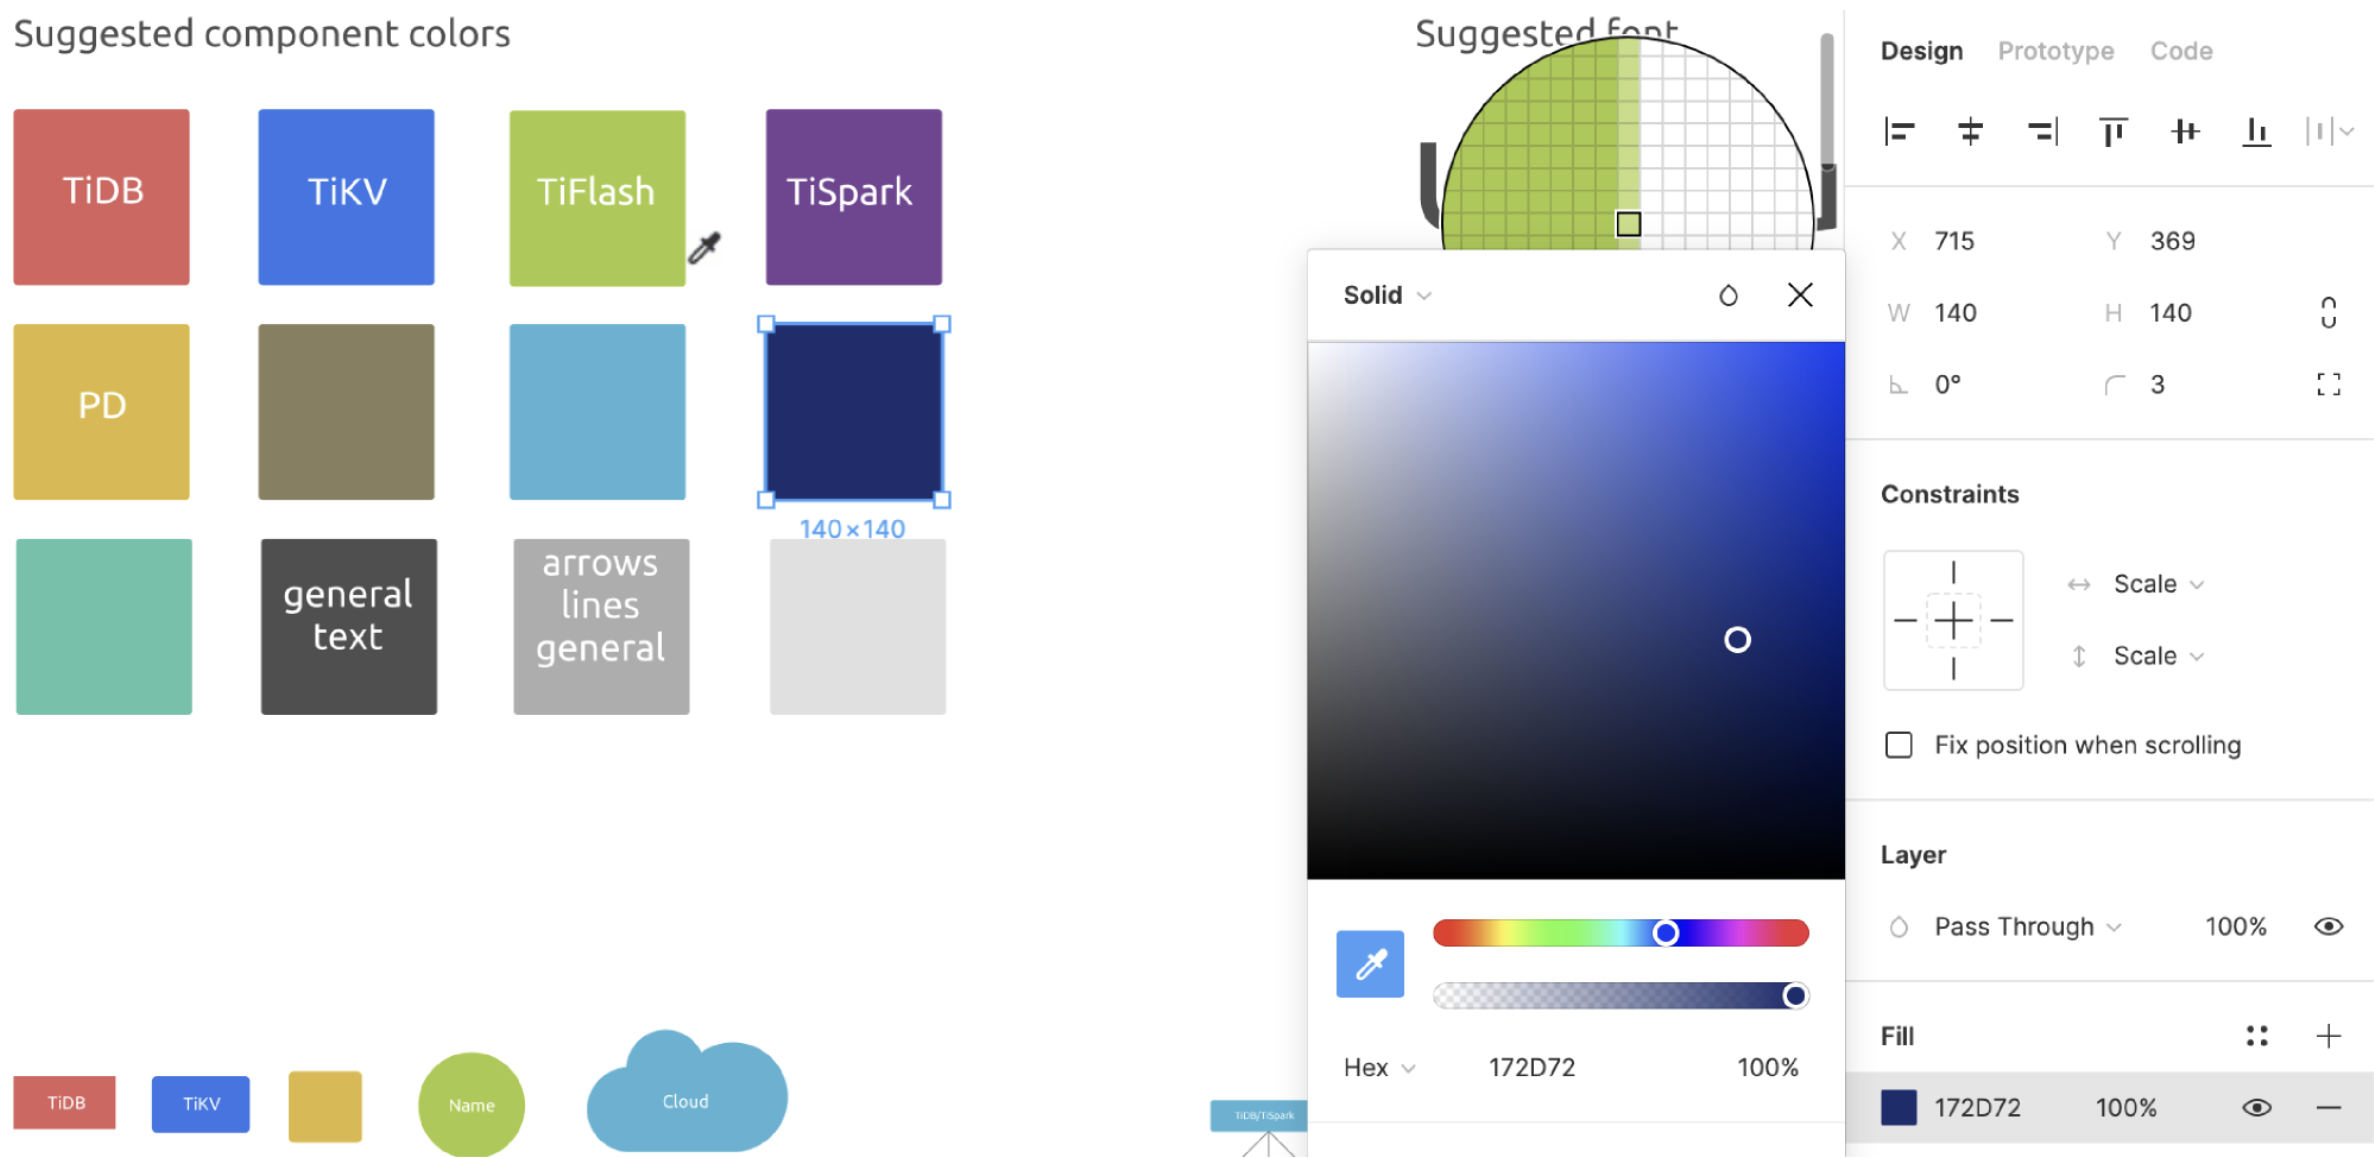 Suggested component colors
TiDB
TiKV
TiFlash
TiSpark
PD
140×140
general
text
arrows
lines
general
TiDB
TiKV
Name
Cloud
Suggested font
TiDB/TiSpark
Solid
Hex
172D72
100%
Design
Prototype
Code
X
715
Y
369
W
140
H
140
0°
3
Constraints
Scale
Scale
Fix position when scrolling
Layer
Pass Through
100%
Fill
172D72
100%